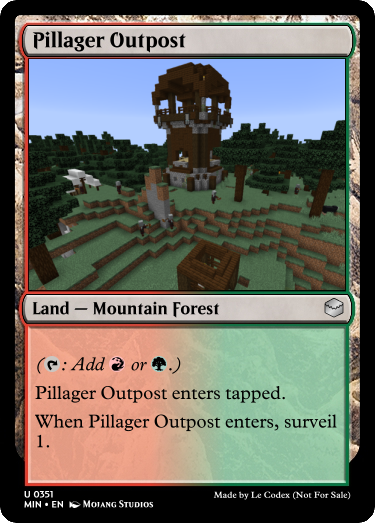 Pillager Outpost
Land — Mountain Forest
(T: Add R or G.)
Pillager Outpost enters tapped.
When Pillager Outpost enters, surveil
1.
U 0351
MIN • EN Mojang Studios
Made by Le Codex (Not For Sale)